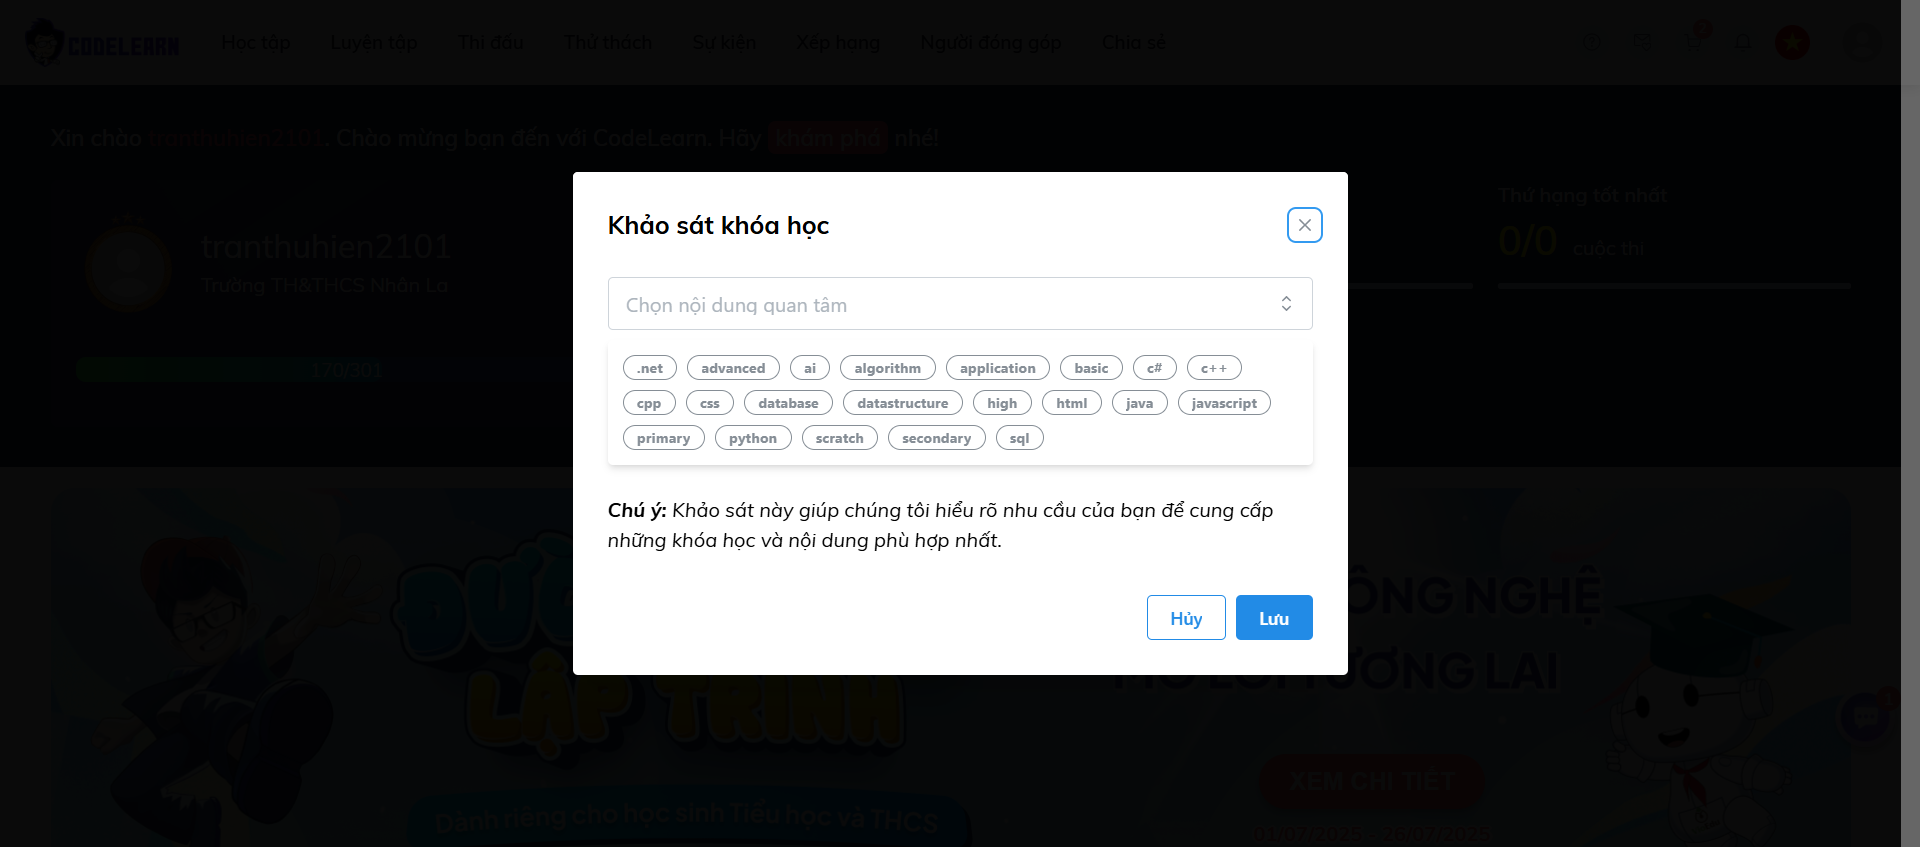 CODELEARN
Học tập Luyện tập Thi đấu Thử thách Sự kiện Xếp hạng Người đóng góp Chia sẻ
2
Xin chào tranthuhien2101. Chào mừng bạn đến với CodeLearn. Hãy khám phá nhé!
tranthuhien2101
Trường TH&THCS Nhân La
170/301
Thứ hạng tốt nhất
0/0 cuộc thi
Khảo sát khóa học
Chọn nội dung quan tâm
.net advanced ai algorithm application basic c# c++
cpp css database datastructure high html java javascript
primary python scratch secondary sql
Chú ý: Khảo sát này giúp chúng tôi hiểu rõ nhu cầu của bạn để cung cấp
những khóa học và nội dung phù hợp nhất.
Hủy Lưu
LẬP TRÌNH
Dành riêng cho học sinh Tiểu học và THCS
ÔNG NGHỆ
TƯƠNG LAI
XEM CHI TIẾT
01/07/2025 - 26/07/2025
1